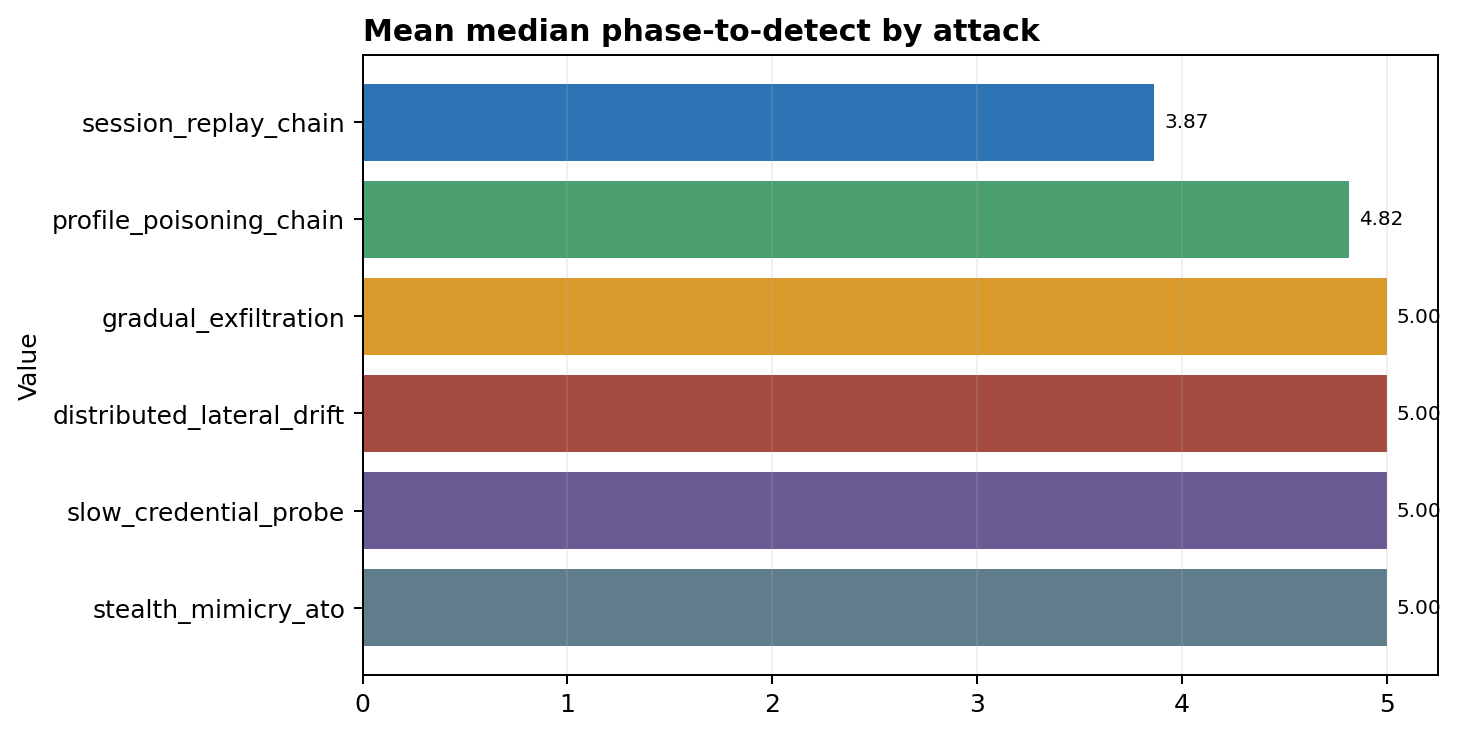 Mean median phase-to-detect by attack
session_replay_chain
3.87
profile_poisoning_chain
4.82
gradual_exfiltration
5.00
Value
distributed_lateral_drift
5.00
slow_credential_probe
5.00
stealth_mimicry_ato
5.00
0 1 2 3 4 5